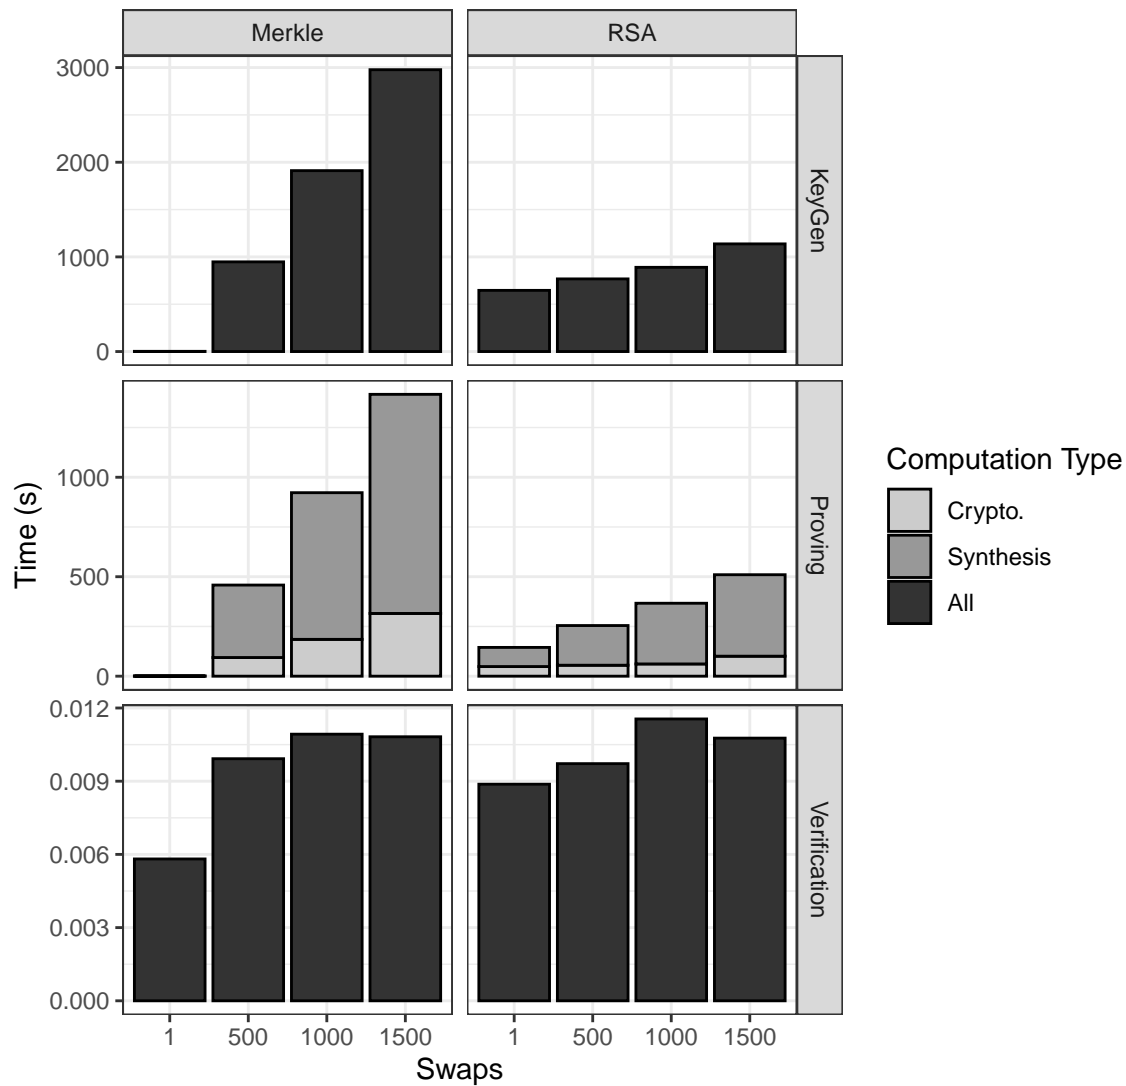 Merkle
RSA
3000
2000
1000
0
KeyGen
1000
500
0
Proving
0.012
0.009
0.006
0.003
0.000
Verification
1 500 1000 1500
1 500 1000 1500
Time (s)
Swaps
Computation Type
Crypto.
Synthesis
All